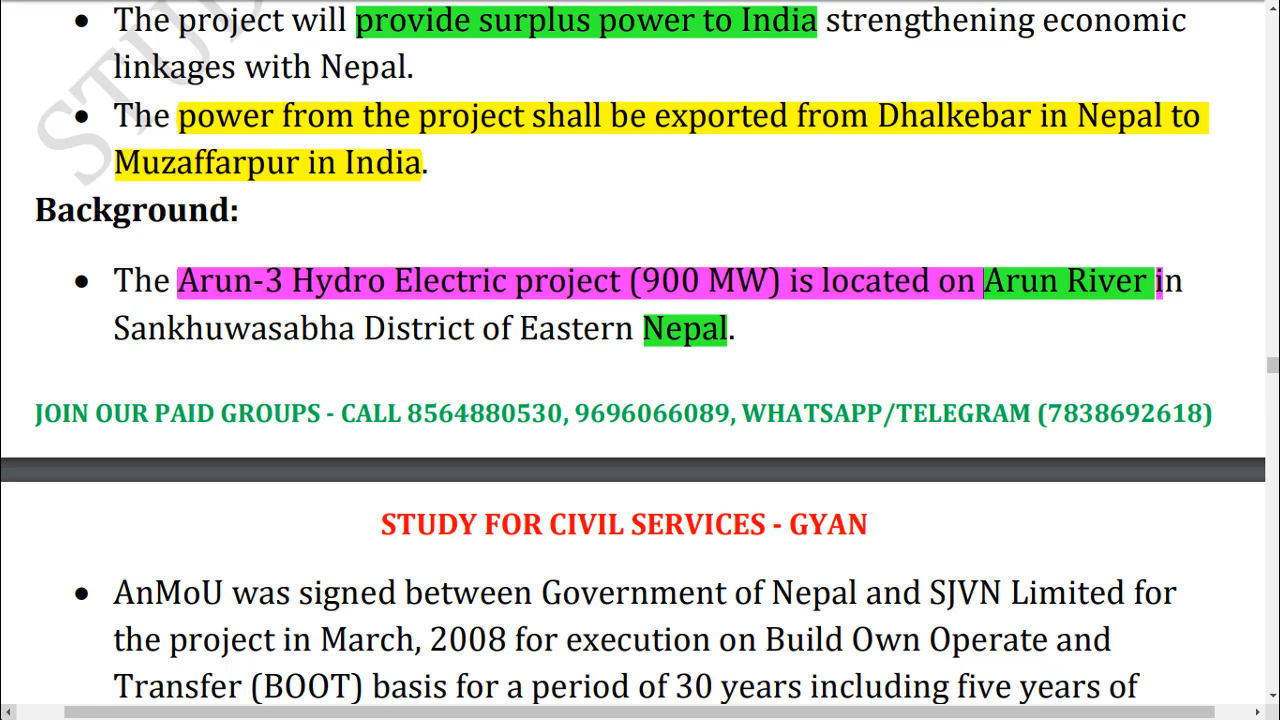 • The project will provide surplus power to India strengthening economic
linkages with Nepal.
• The power from the project shall be exported from Dhalkebar in Nepal to
Muzaffarpur in India.
Background:
• The Arun-3 Hydro Electric project (900 MW) is located on Arun River in
Sankhuwasabha District of Eastern Nepal.
JOIN OUR PAID GROUPS - CALL 8564880530, 9696066089, WHATSAPP/TELEGRAM (7838692618)
STUDY FOR CIVIL SERVICES - GYAN
• AnMoU was signed between Government of Nepal and SJVN Limited for
the project in March, 2008 for execution on Build Own Operate and
Transfer (BOOT) basis for a period of 30 years including five years of